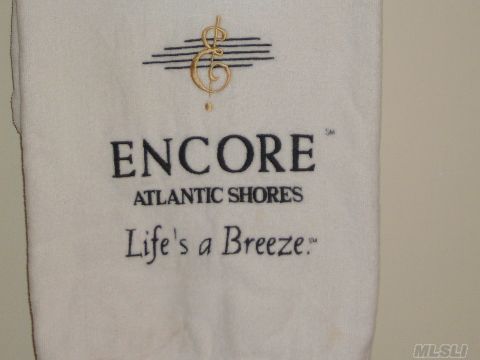 ENCORE℠
ATLANTIC SHORES
Life's a Breeze.℠
MLSLI